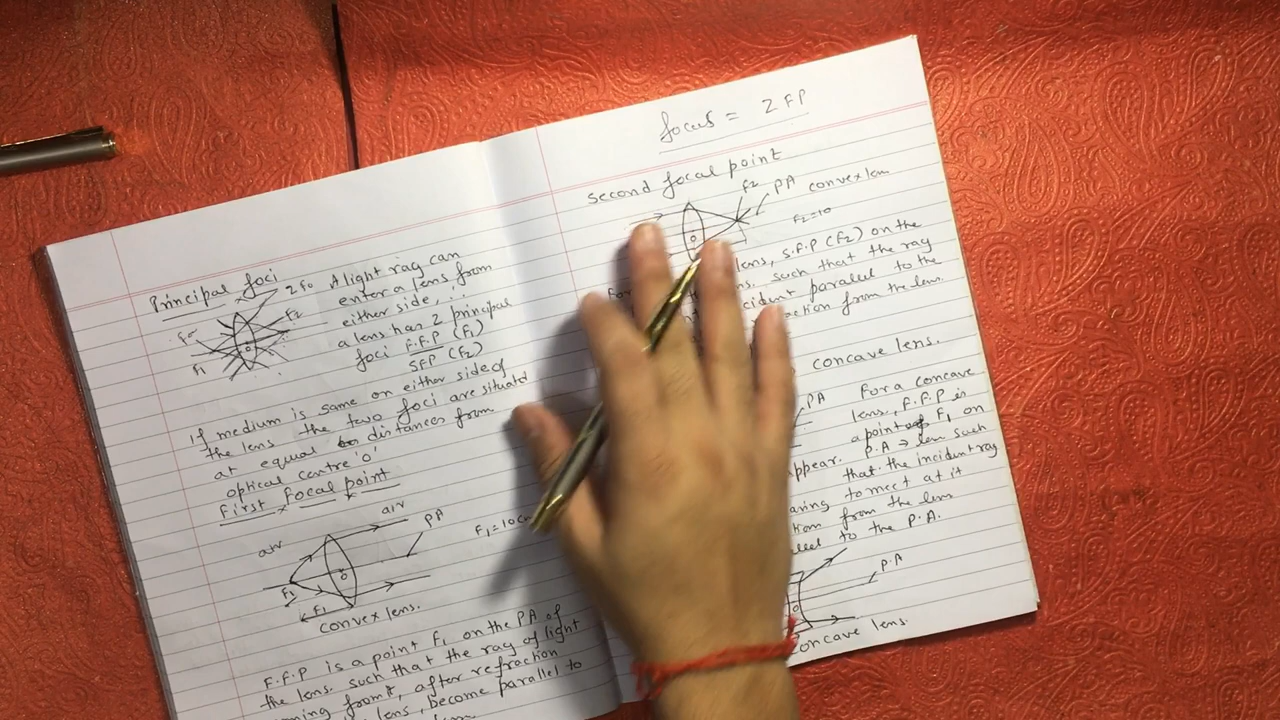 Principal foci
2 Fo
F2
F1
o
A light ray can
enter a lens from
either side, ∴
a lens has 2 principal
foci F.F.P (F1)
SFP (F2)
If medium is same on either side of
the lens the two foci are situated
at equal distances from
optical centre 'o'
First focal point
air
air
PA
F1=10cm
F1
o
F1
convex lens.
F.F.P is a point F1 on the PA of
the lens. such that the ray of light
from it, after refraction
lens, become parallel to
focus = 2 FP
second focal point
F2
PA
convex lens
F2=10
o
For
lens, S.F.P (F2) on the
such that the ray
incident parallel to the
from the lens.
concave lens.
PA
For a concave
lens, F.F.P is
a point F1 on
appear. P.A → lens such
that the incident ray
to meet at it
from the lens
to the P.A.
P.A
o
concave lens.